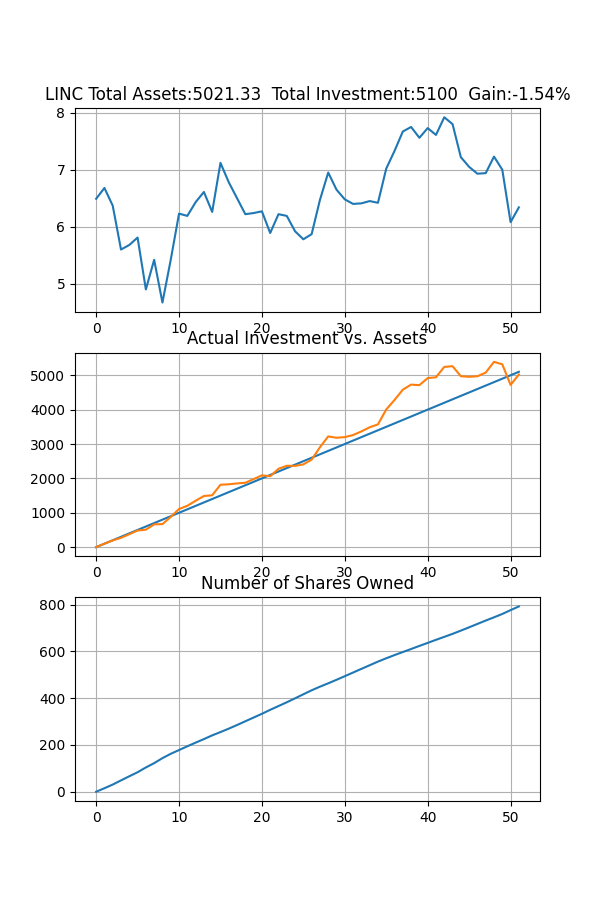 LINC Total Assets:5021.33  Total Investment:5100  Gain:-1.54%
8
7
6
5
0 10 20 30 40 50
Actual Investment vs. Assets
5000
4000
3000
2000
1000
0
0 10 20 30 40 50
Number of Shares Owned
800
600
400
200
0
0 10 20 30 40 50